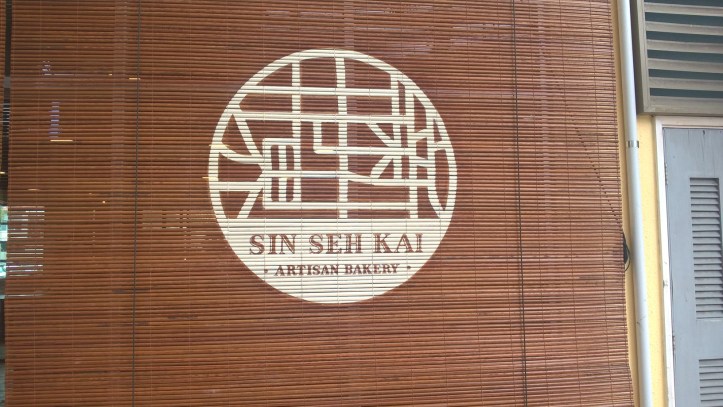 SIN SEH KAI
• ARTISAN BAKERY •